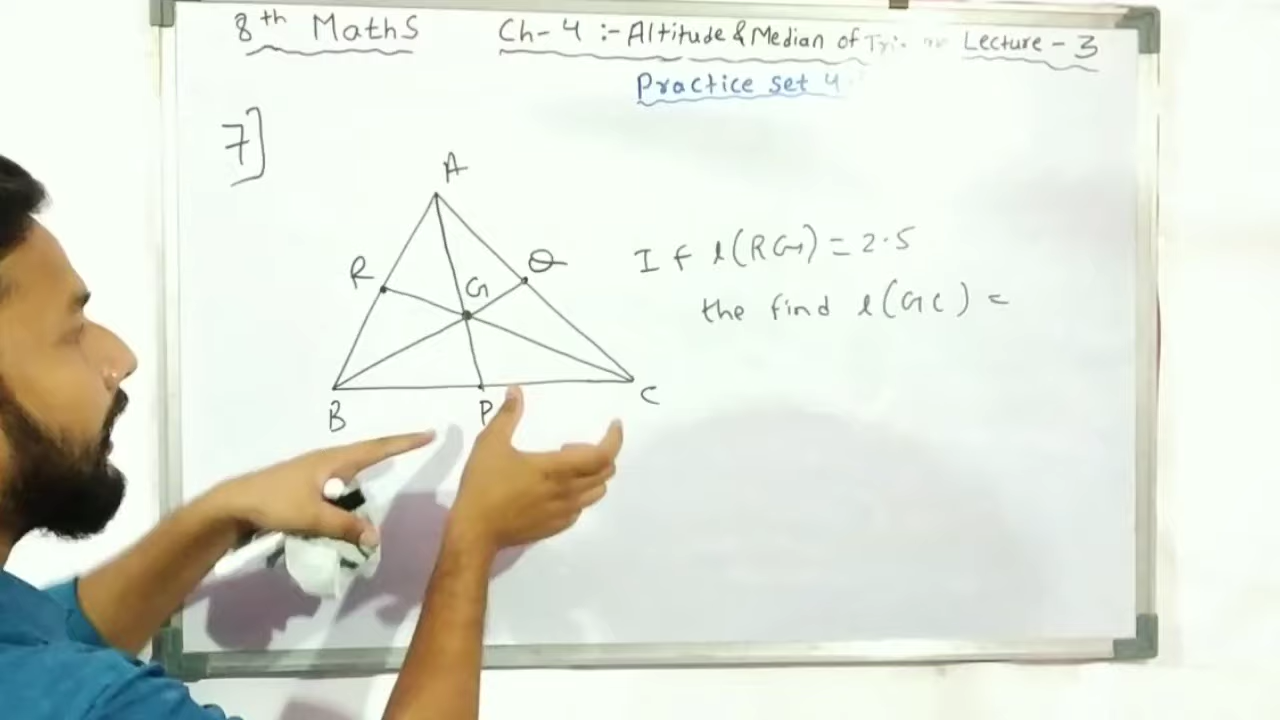 8th Maths Ch-4 :- Altitude & Median of Lecture - 3
Practice set 4
7]
A
R
Q
G
B
P
C
If l(RG) = 2.5
the find l(GC) =